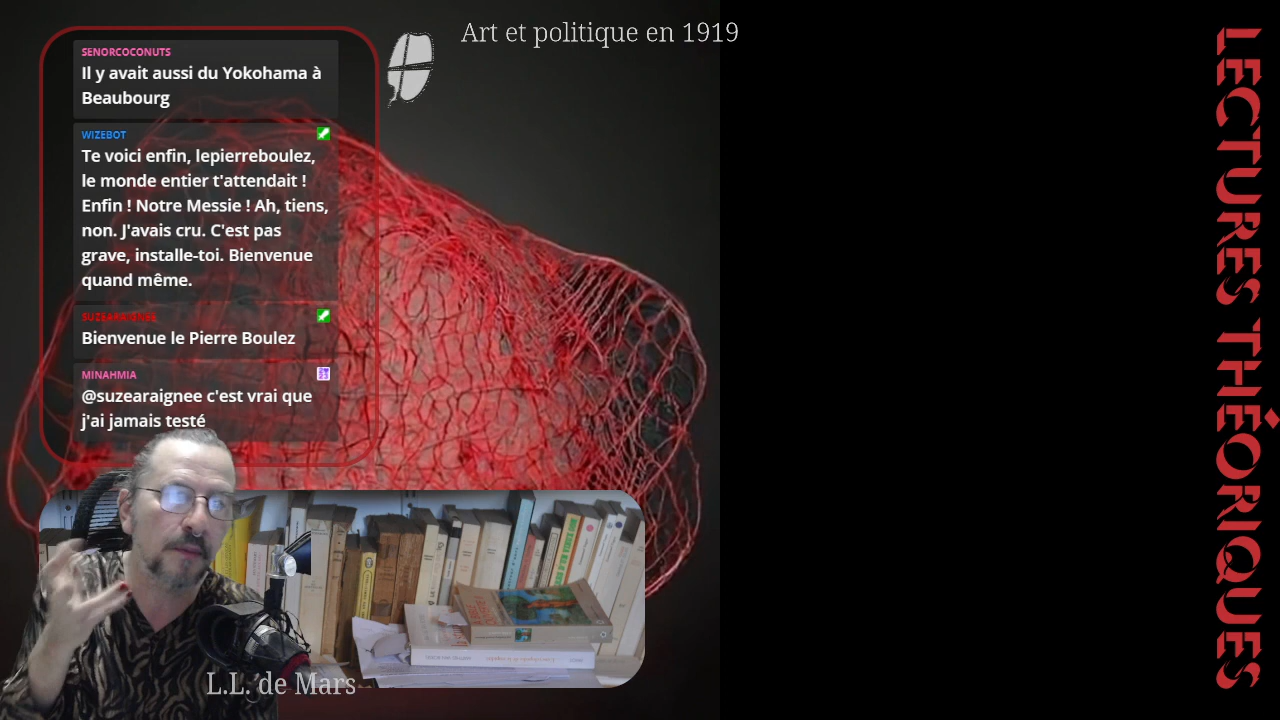 Art et politique en 1919
SENORCOCONUTS
Il y avait aussi du Yokohama à
Beaubourg
WIZEBOT
Te voici enfin, lepierreboulez,
le monde entier t'attendait !
Enfin ! Notre Messie ! Ah, tiens,
non. J'avais cru. C'est pas
grave, installe-toi. Bienvenue
quand même.
SUZEARAIGNEE
Bienvenue le Pierre Boulez
MINAHMIA
@suzearaignee c'est vrai que
j'ai jamais testé
L.L. de Mars
LECTURES THÉORIQUES